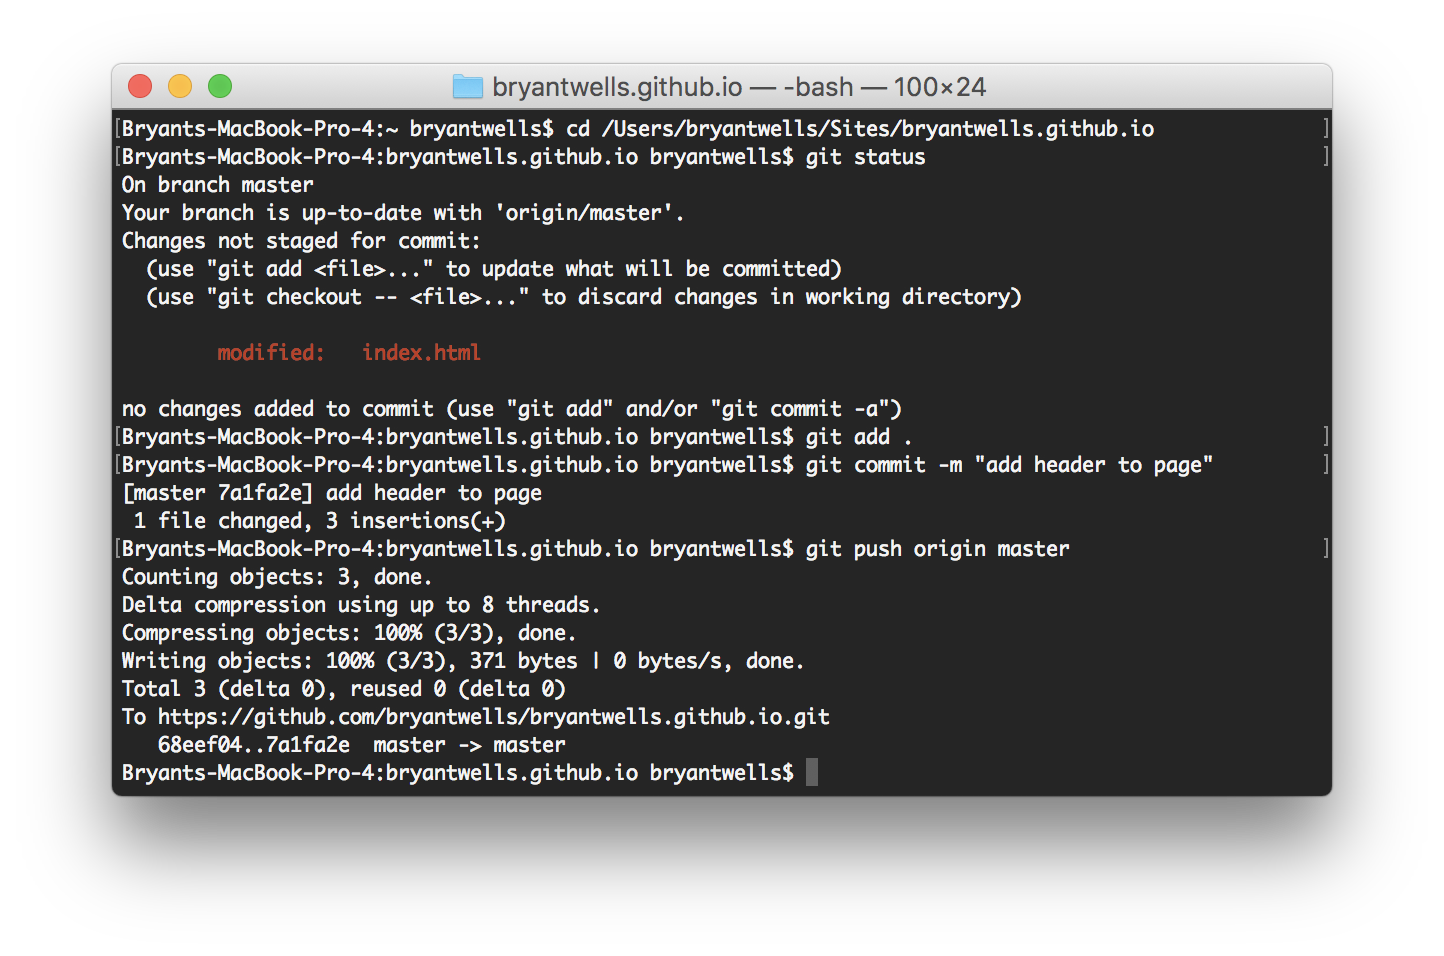 bryantwells.github.io — -bash — 100×24
[Bryants-MacBook-Pro-4:~ bryantwells$ cd /Users/bryantwells/Sites/bryantwells.github.io ]
[Bryants-MacBook-Pro-4:bryantwells.github.io bryantwells$ git status ]
On branch master
Your branch is up-to-date with 'origin/master'.
Changes not staged for commit:
  (use "git add <file>..." to update what will be committed)
  (use "git checkout -- <file>..." to discard changes in working directory)
        modified:   index.html
no changes added to commit (use "git add" and/or "git commit -a")
[Bryants-MacBook-Pro-4:bryantwells.github.io bryantwells$ git add . ]
[Bryants-MacBook-Pro-4:bryantwells.github.io bryantwells$ git commit -m "add header to page" ]
[master 7a1fa2e] add header to page
 1 file changed, 3 insertions(+)
[Bryants-MacBook-Pro-4:bryantwells.github.io bryantwells$ git push origin master ]
Counting objects: 3, done.
Delta compression using up to 8 threads.
Compressing objects: 100% (3/3), done.
Writing objects: 100% (3/3), 371 bytes | 0 bytes/s, done.
Total 3 (delta 0), reused 0 (delta 0)
To https://github.com/bryantwells/bryantwells.github.io.git
   68eef04..7a1fa2e  master -> master
Bryants-MacBook-Pro-4:bryantwells.github.io bryantwells$